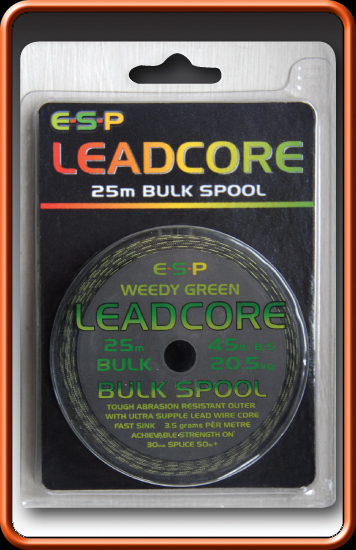 E·S·P
LEADCORE
25m BULK SPOOL
E·S·P
WEEDY GREEN
LEADCORE
25m 45lb B.S.
BULK 20.5kg
BULK SPOOL
TOUGH ABRASION RESISTANT OUTER
WITH ULTRA SUPPLE LEAD WIRE CORE
FAST SINK 3.5 grams PER METRE
ACHIEVABLE STRENGTH ON
30mm SPLICE 50lb+